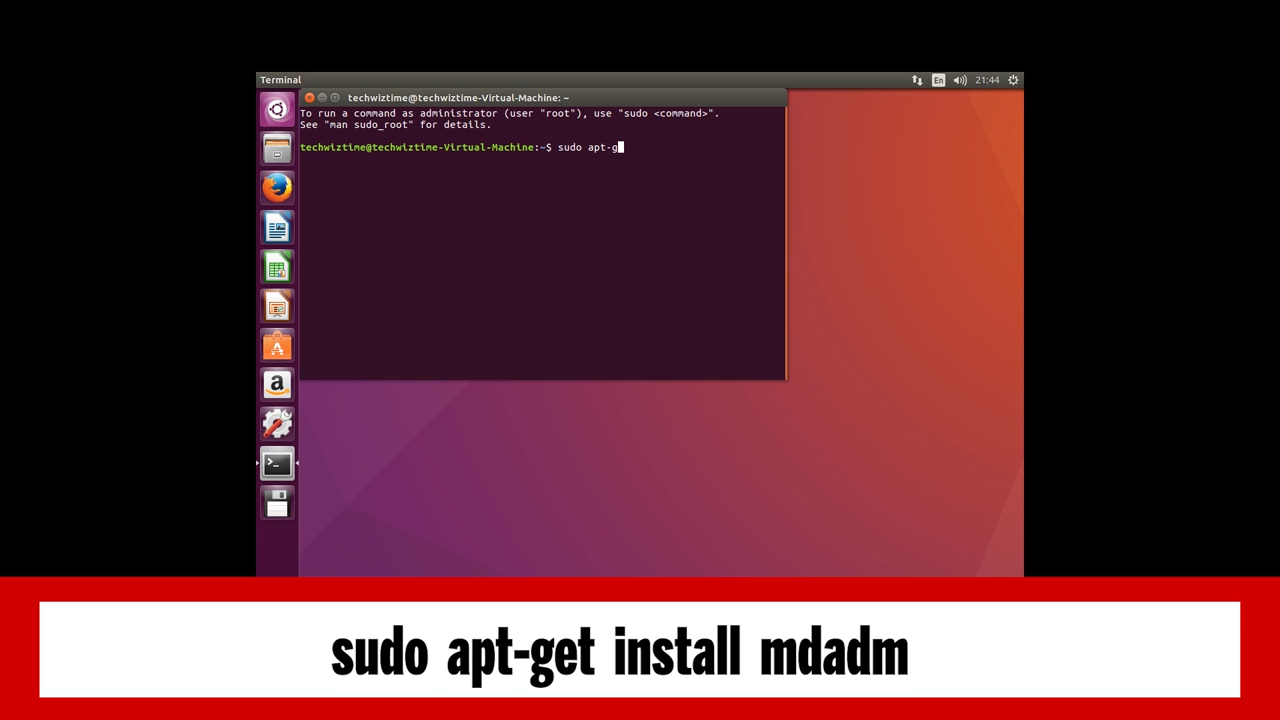 Terminal
En
21:44
techwiztime@techwiztime-Virtual-Machine: ~
To run a command as administrator (user "root"), use "sudo <command>".
See "man sudo_root" for details.
techwiztime@techwiztime-Virtual-Machine:~$ sudo apt-g
a
>_
sudo apt-get install mdadm